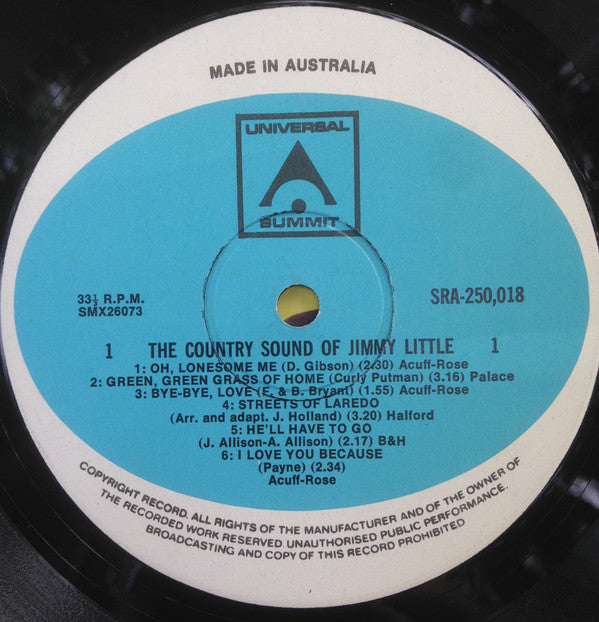 MADE IN AUSTRALIA
UNIVERSAL
SUMMIT
33⅓ R.P.M.
SMX26073
SRA-250,018
1 THE COUNTRY SOUND OF JIMMY LITTLE 1
1: OH, LONESOME ME (D. Gibson) (2.30) Acuff-Rose
2: GREEN, GREEN GRASS OF HOME (Curly Putman) (3.16) Palace
3: BYE-BYE, LOVE (F. & B. Bryant) (1.55) Acuff-Rose
4: STREETS OF LAREDO
(Arr. and adapt. J. Holland) (3.20) Halford
5: HE'LL HAVE TO GO
(J. Allison-A. Allison) (2.17) B&H
6: I LOVE YOU BECAUSE
(Payne) (2.34)
Acuff-Rose
COPYRIGHT RECORD. ALL RIGHTS OF THE MANUFACTURER AND OF THE OWNER OF
THE RECORDED WORK RESERVED. UNAUTHORISED PUBLIC PERFORMANCE.
BROADCASTING AND COPY OF THIS RECORD PROHIBITED